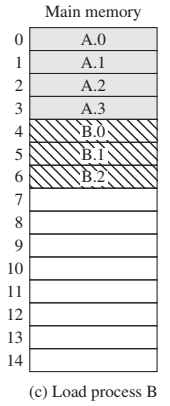 Main memory
0 A.0
1 A.1
2 A.2
3 A.3
4 B.0
5 B.1
6 B.2
7
8
9
10
11
12
13
14
(c) Load process B